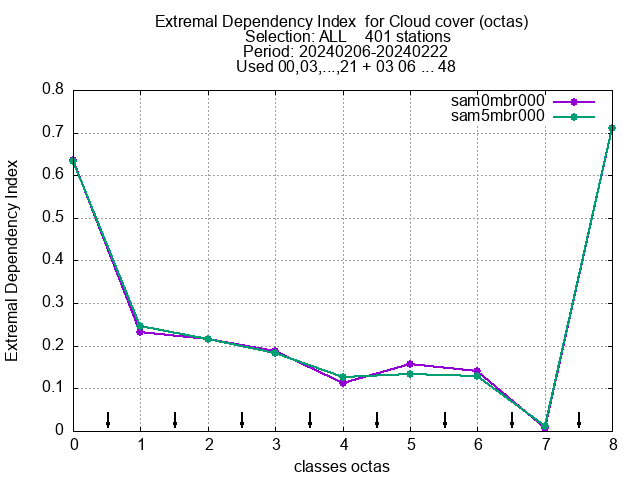 Extremal Dependency Index  for Cloud cover (octas)
Selection: ALL    401 stations
Period: 20240206-20240222
Used 00,03,...,21 + 03 06 ... 48
sam0mbr000
sam5mbr000
0.8
0.7
0.6
0.5
0.4
0.3
0.2
0.1
0
Extremal Dependency Index
0 1 2 3 4 5 6 7 8
classes octas